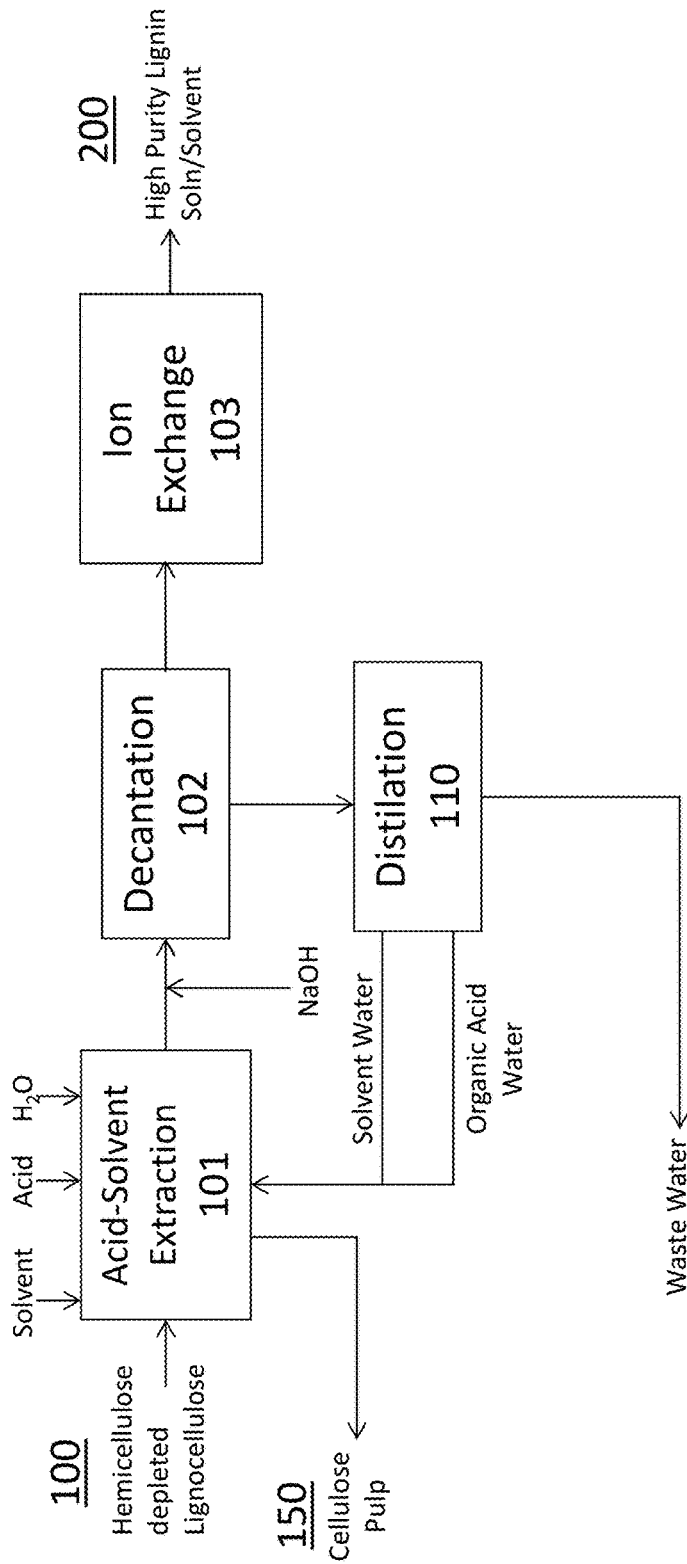 100
Hemicellulose
depleted
Lignocellulose
Solvent
Acid
H₂O
Acid-Solvent
Extraction
101
150
Cellulose
Pulp
NaOH
Decantation
102
Solvent Water
Organic Acid
Water
Distilation
110
Waste Water
Ion
Exchange
103
200
High Purity Lignin
Soln/Solvent